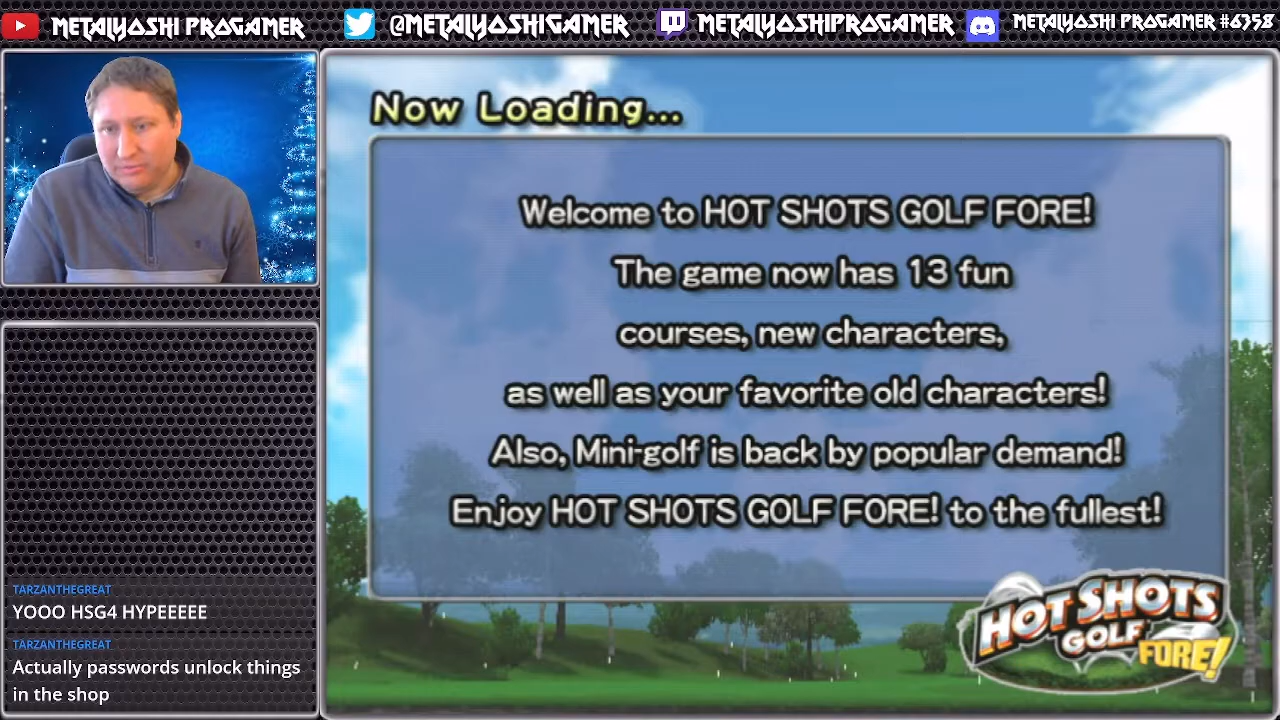 METALYOSHI PROGAMER
@METALYOSHIGAMER
METALYOSHIPROGAMER
METALYOSHI PROGAMER #6358
Now Loading...
Welcome to HOT SHOTS GOLF FORE!
The game now has 13 fun
courses, new characters,
as well as your favorite old characters!
Also, Mini-golf is back by popular demand!
Enjoy HOT SHOTS GOLF FORE! to the fullest!
HOT SHOTS
GOLF
FORE!
TARZANTHEGREAT
YOOO HSG4 HYPEEEEE
TARZANTHEGREAT
Actually passwords unlock things
in the shop